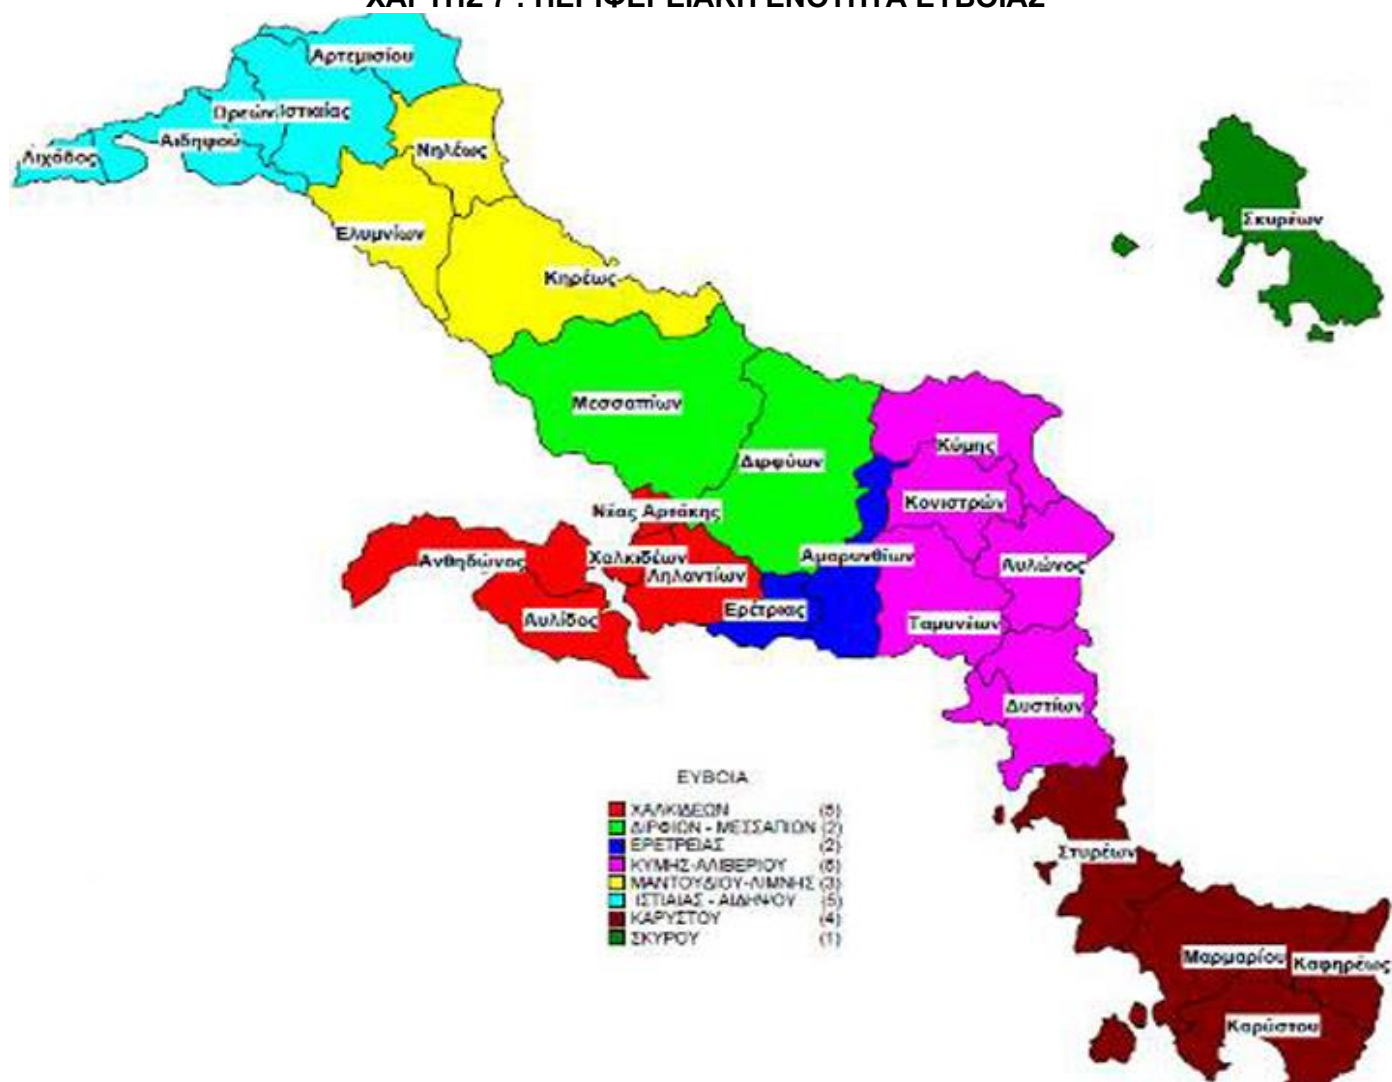 ΧΑΡΤΗΣ 7 : ΠΕΡΙΦΕΡΕΙΑΚΗ ΕΝΟΤΗΤΑ ΕΥΒΟΙΑΣ
Αρτεμισίου
Ωρεών
Ιστιαίας
Αιδηψού
Λιχάδος
Νηλέως
Ελυμνίων
Κηρέως
Σκυρέων
Μεσσαπίων
Διρφύων
Κύμης
Κονιστρών
Νέας Αρτάκης
Ανθηδώνος
Χαλκιδέων
Ληλαντίων
Αμαρυνθίων
Αυλώνος
Αυλίδος
Ερέτριας
Ταμυνέων
Δυστίων
ΕΥΒΟΙΑ
ΧΑΛΚΙΔΕΩΝ (5)
ΔΙΡΦΙΩΝ - ΜΕΣΣΑΠΙΩΝ (2)
ΕΡΕΤΡΕΙΑΣ (2)
ΚΥΜΗΣ-ΑΛΙΒΕΡΙΟΥ
ΜΑΝΤΟΥΔΙΟΥ-ΛΙΜΝΗΣ (3)
ΙΣΤΙΑΙΑΣ - ΑΙΔΗΨΟΥ (5)
ΚΑΡΥΣΤΟΥ (4)
ΣΚΥΡΟΥ (1)
Στυρέων
Μαρμαρίου
Καφηρέως
Καρύστου